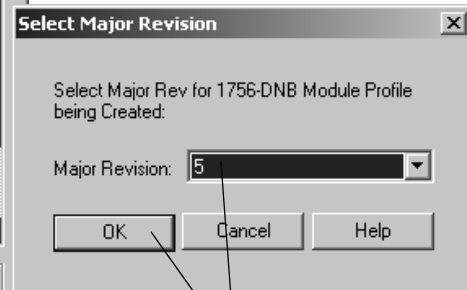 Select Major Revision
Select Major Rev for 1756-DNB Module Profile
being Created:
Major Revision: 5
OK Cancel Help